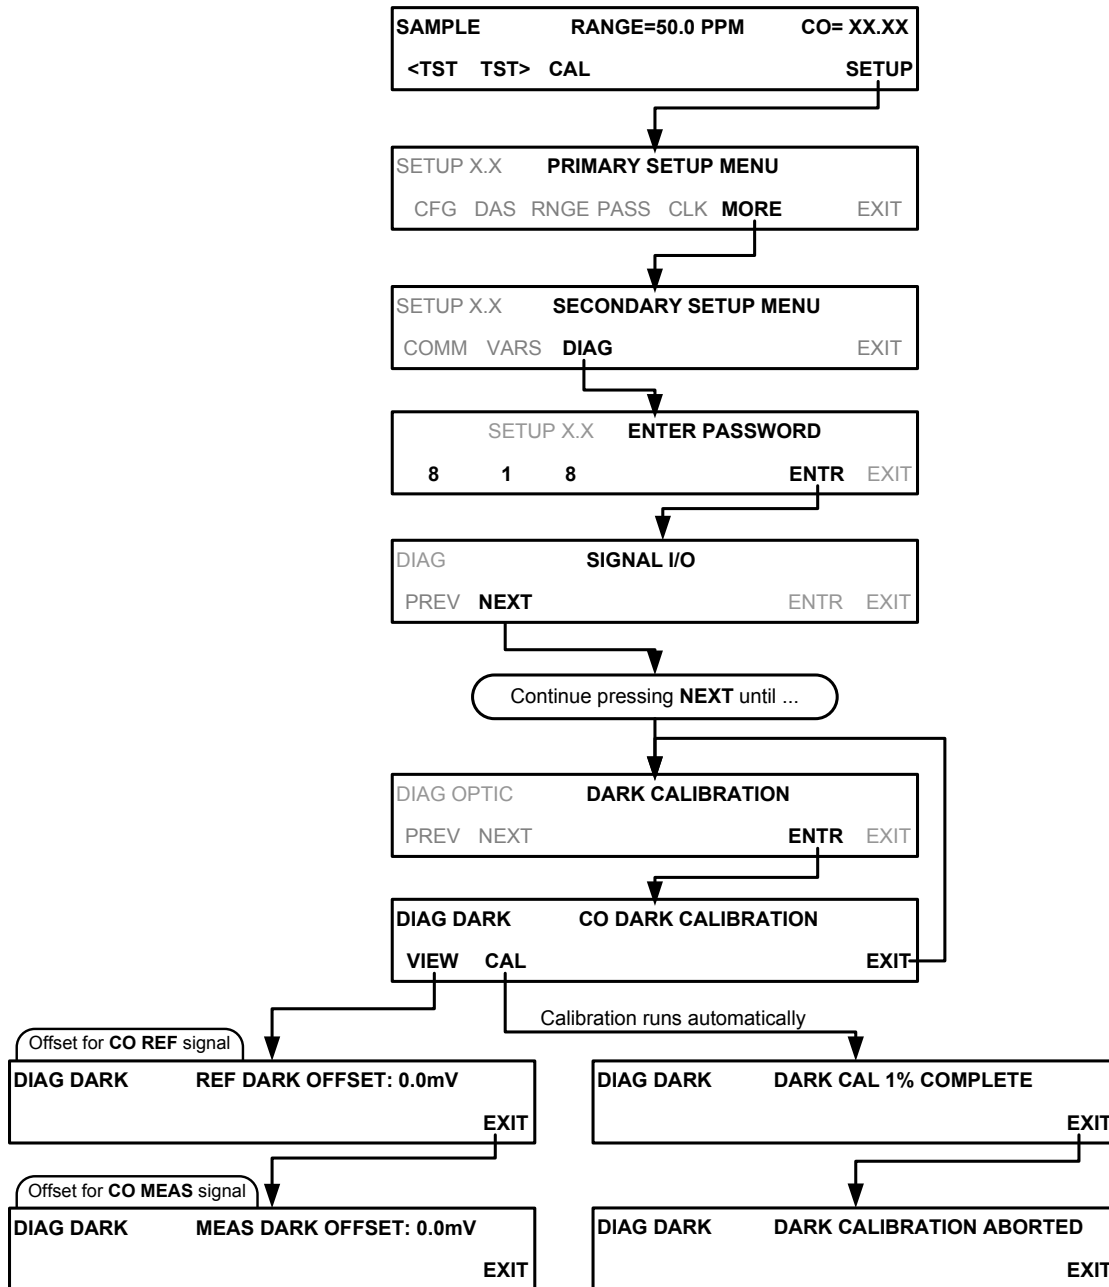 SAMPLE RANGE=50.0 PPM CO= XX.XX
<TST TST> CAL SETUP
SETUP X.X PRIMARY SETUP MENU
CFG DAS RNGE PASS CLK MORE EXIT
SETUP X.X SECONDARY SETUP MENU
COMM VARS DIAG EXIT
SETUP X.X ENTER PASSWORD
8 1 8 ENTR EXIT
DIAG SIGNAL I/O
PREV NEXT ENTR EXIT
Continue pressing NEXT until ...
DIAG OPTIC DARK CALIBRATION
PREV NEXT ENTR EXIT
DIAG DARK CO DARK CALIBRATION
VIEW CAL EXIT
Calibration runs automatically
Offset for CO REF signal
DIAG DARK REF DARK OFFSET: 0.0mV
EXIT
DIAG DARK DARK CAL 1% COMPLETE
EXIT
Offset for CO MEAS signal
DIAG DARK MEAS DARK OFFSET: 0.0mV
EXIT
DIAG DARK DARK CALIBRATION ABORTED
EXIT